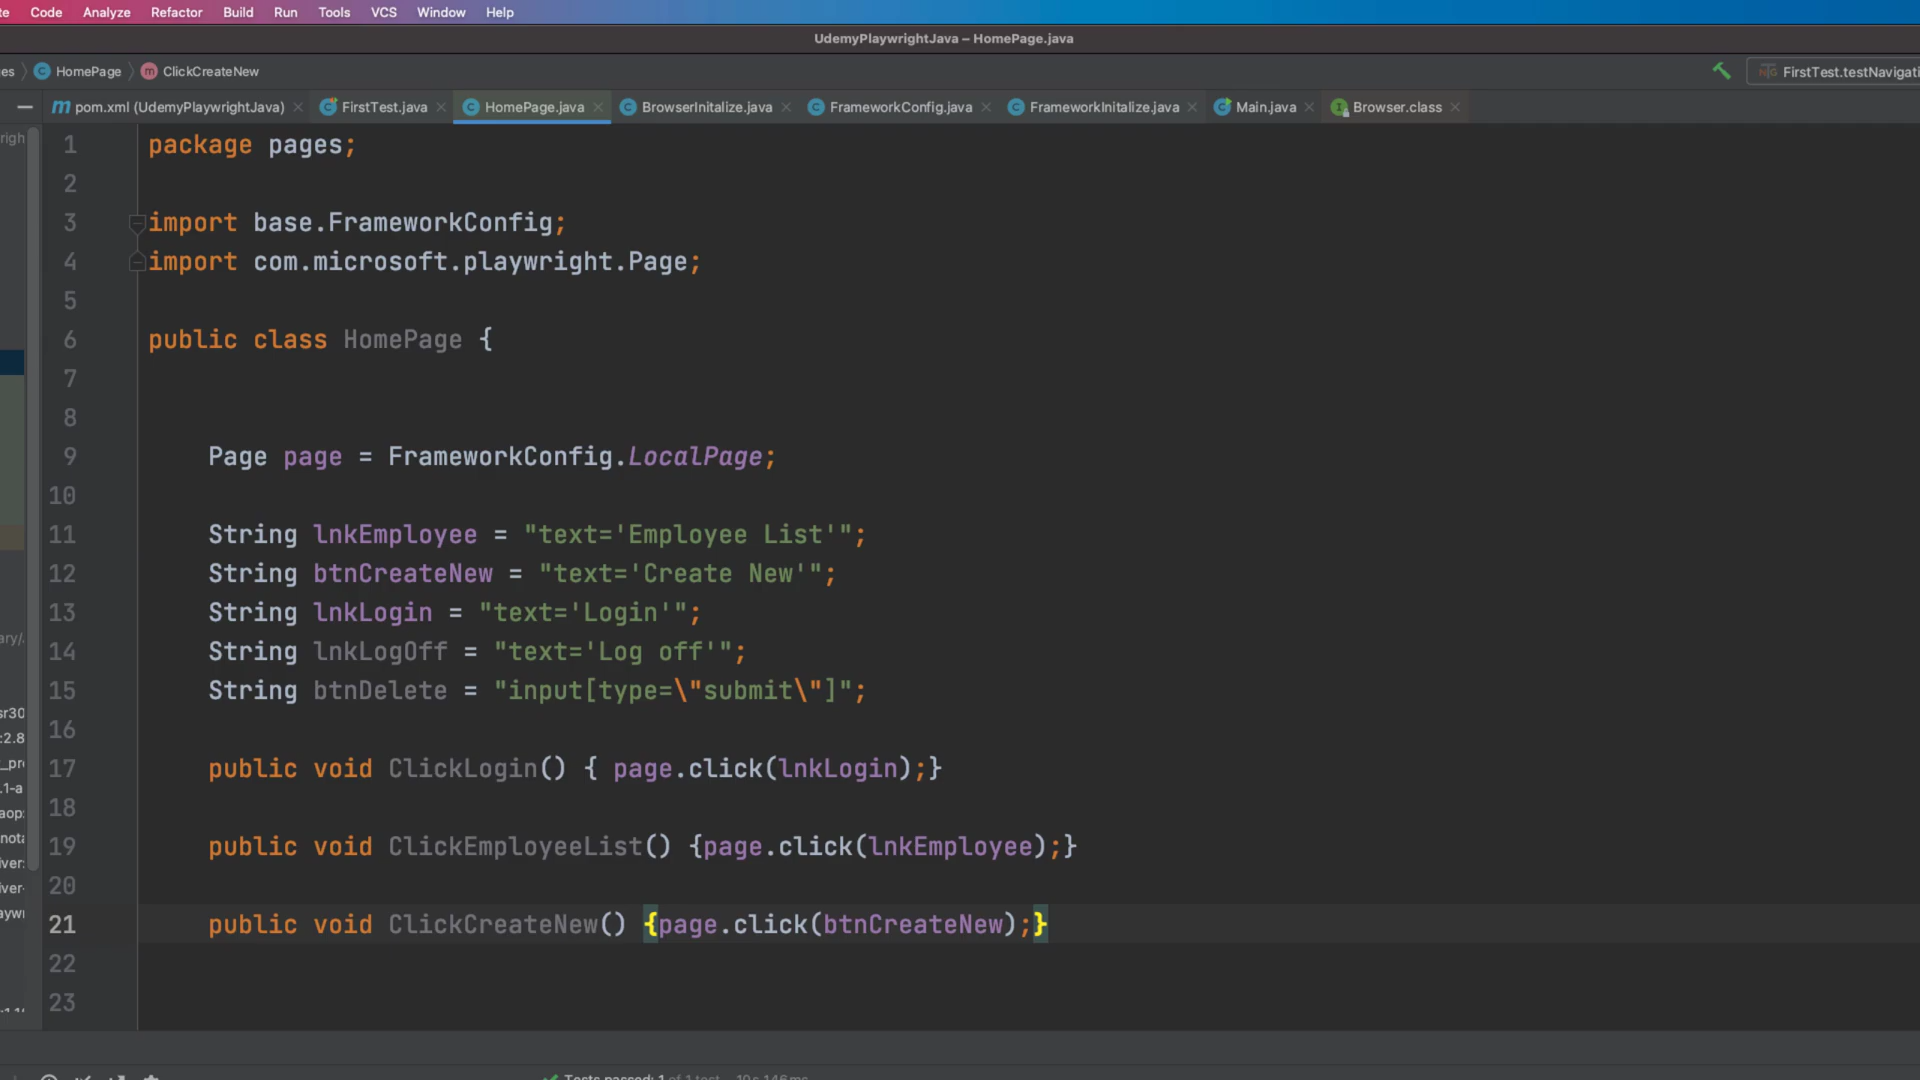 Code Analyze Refactor Build Run Tools VCS Window Help
UdemyPlaywrightJava – HomePage.java
HomePage ClickCreateNew FirstTest.testNavigati
pom.xml (UdemyPlaywrightJava) FirstTest.java HomePage.java BrowserInitalize.java FrameworkConfig.java FrameworkInitalize.java Main.java Browser.class
1 package pages;
2
3 import base.FrameworkConfig;
4 import com.microsoft.playwright.Page;
5
6 public class HomePage {
7
8
9 Page page = FrameworkConfig.LocalPage;
10
11 String lnkEmployee = "text='Employee List'";
12 String btnCreateNew = "text='Create New'";
13 String lnkLogin = "text='Login'";
14 String lnkLogOff = "text='Log off'";
15 String btnDelete = "input[type=\"submit\"]";
16
17 public void ClickLogin() { page.click(lnkLogin);}
18
19 public void ClickEmployeeList() {page.click(lnkEmployee);}
20
21 public void ClickCreateNew() {page.click(btnCreateNew);}
22
23
Tests passed: 1 of 1 test